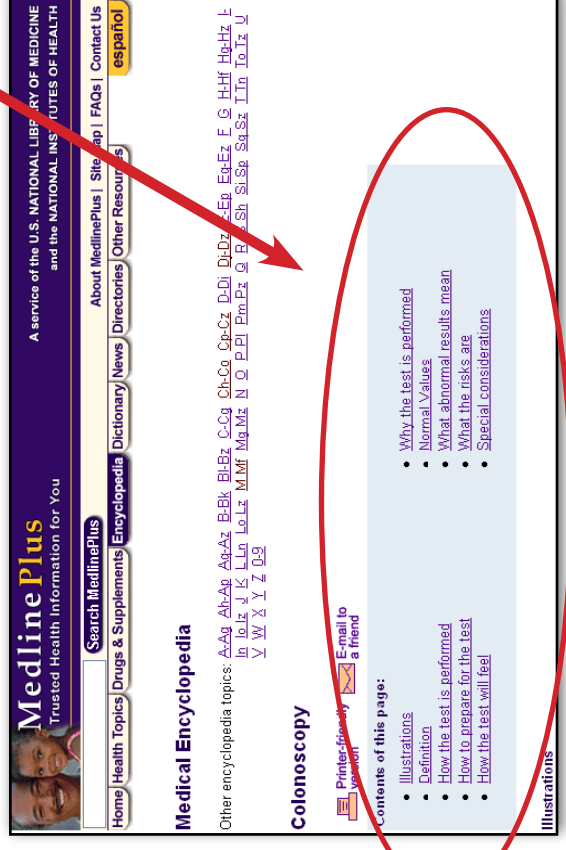 MedlinePlus
Trusted Health Information for You
A service of the U.S. NATIONAL LIBRARY OF MEDICINE
and the NATIONAL INSTITUTES OF HEALTH
Search MedlinePlus
About MedlinePlus | Site Map | FAQs | Contact Us
Home Health Topics Drugs & Supplements Encyclopedia Dictionary News Directories Other Resources español
Medical Encyclopedia
Other encyclopedia topics: A-Ag Ah-Ap Aq-Az B-Bk Bl-Bz C-Cg Ch-Co Cp-Cz D-Di Dj-Dz E-Ep Eq-Ez F G H-Hf Hg-Hz I-
In Io-Iz J K L-Ln Lo-Lz M-Mf Mg-Mz N O P-Pl Pm-Pz Q R S-Sh Si-Sp Sq-Sz T-Tn To-Tz U
V W X Y Z 0-9
Colonoscopy
Printer-friendly version
E-mail to a friend
Contents of this page:
• Illustrations
• Definition
• How the test is performed
• How to prepare for the test
• How the test will feel
• Why the test is performed
• Normal Values
• What abnormal results mean
• What the risks are
• Special considerations
Illustrations